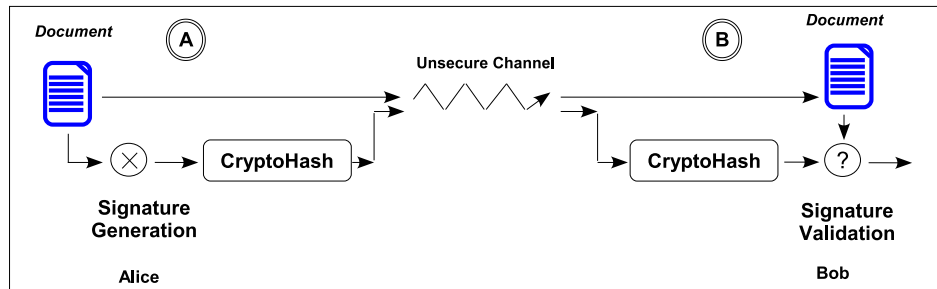 Document
A
B
Document
Unsecure Channel
CryptoHash
CryptoHash
?
Signature
Generation
Signature
Validation
Alice
Bob